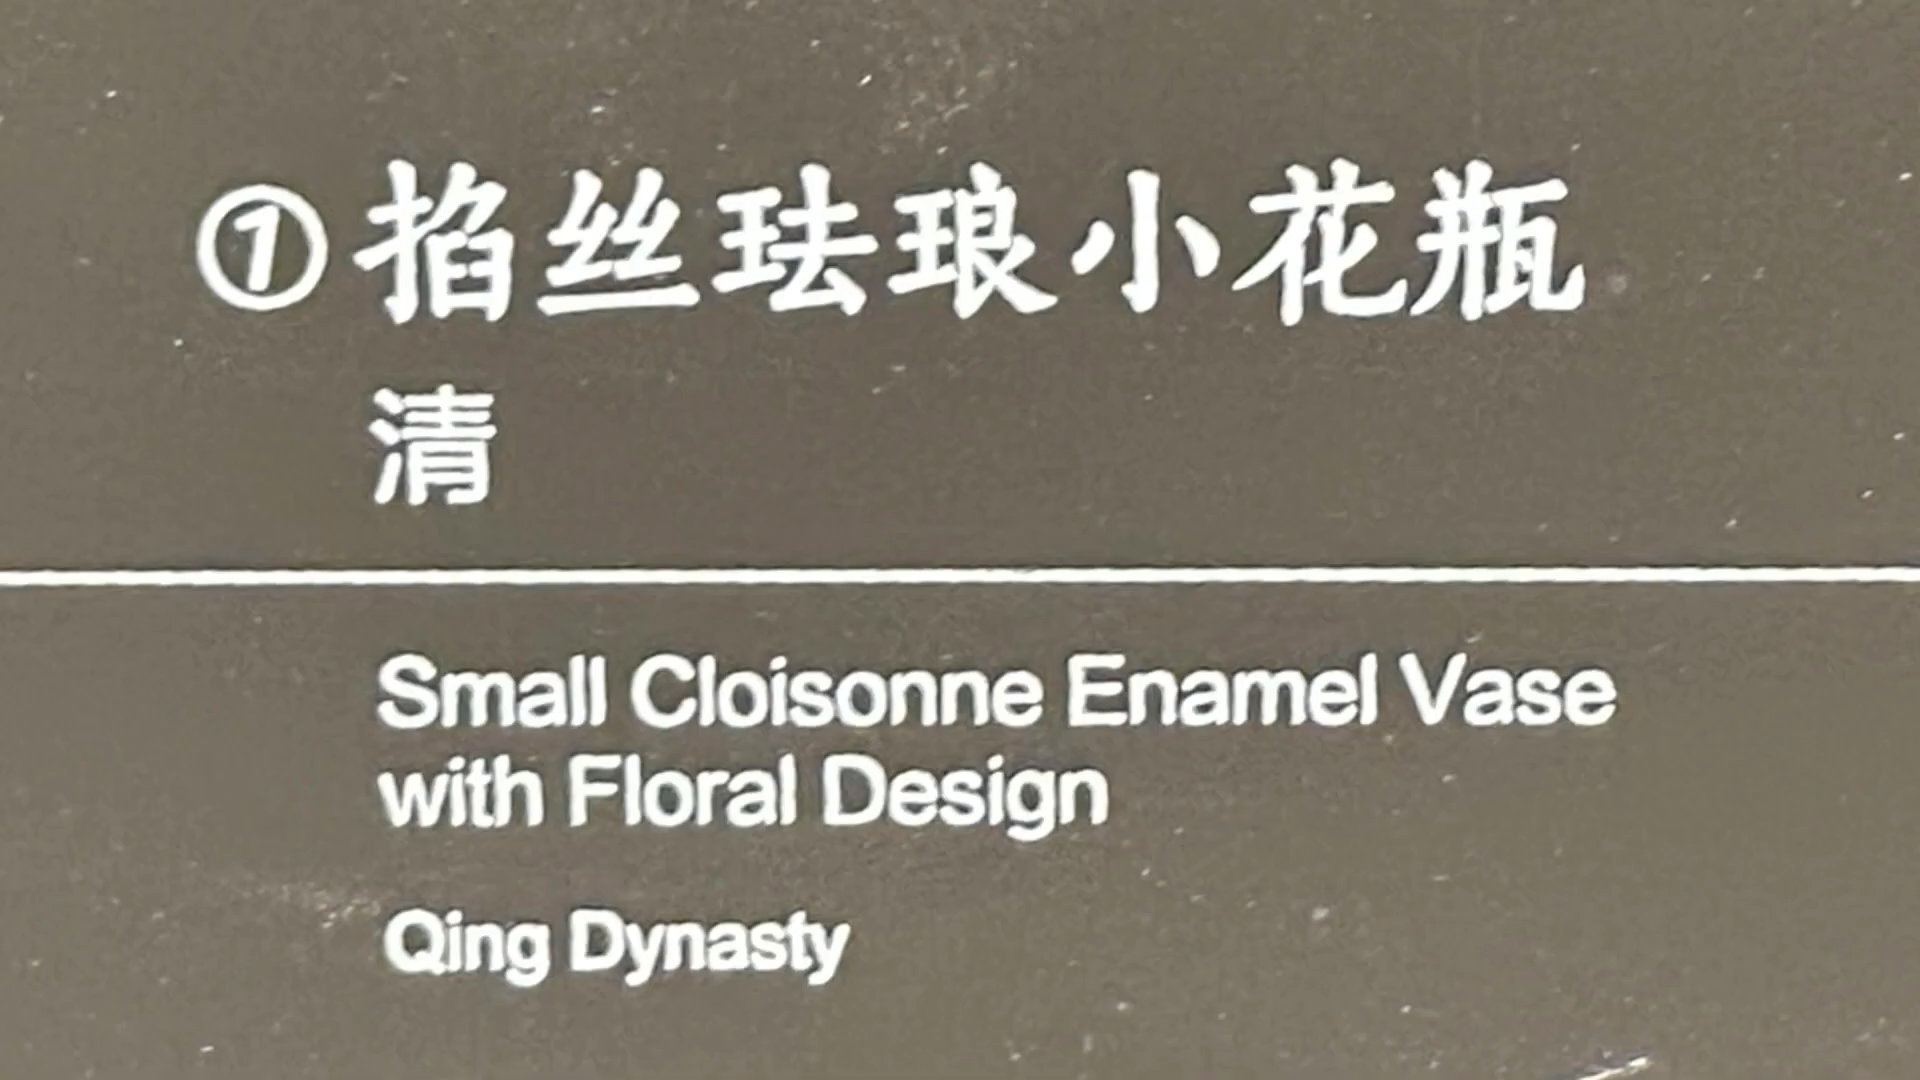 ①掐丝珐琅小花瓶
清
Small Cloisonne Enamel Vase
with Floral Design
Qing Dynasty